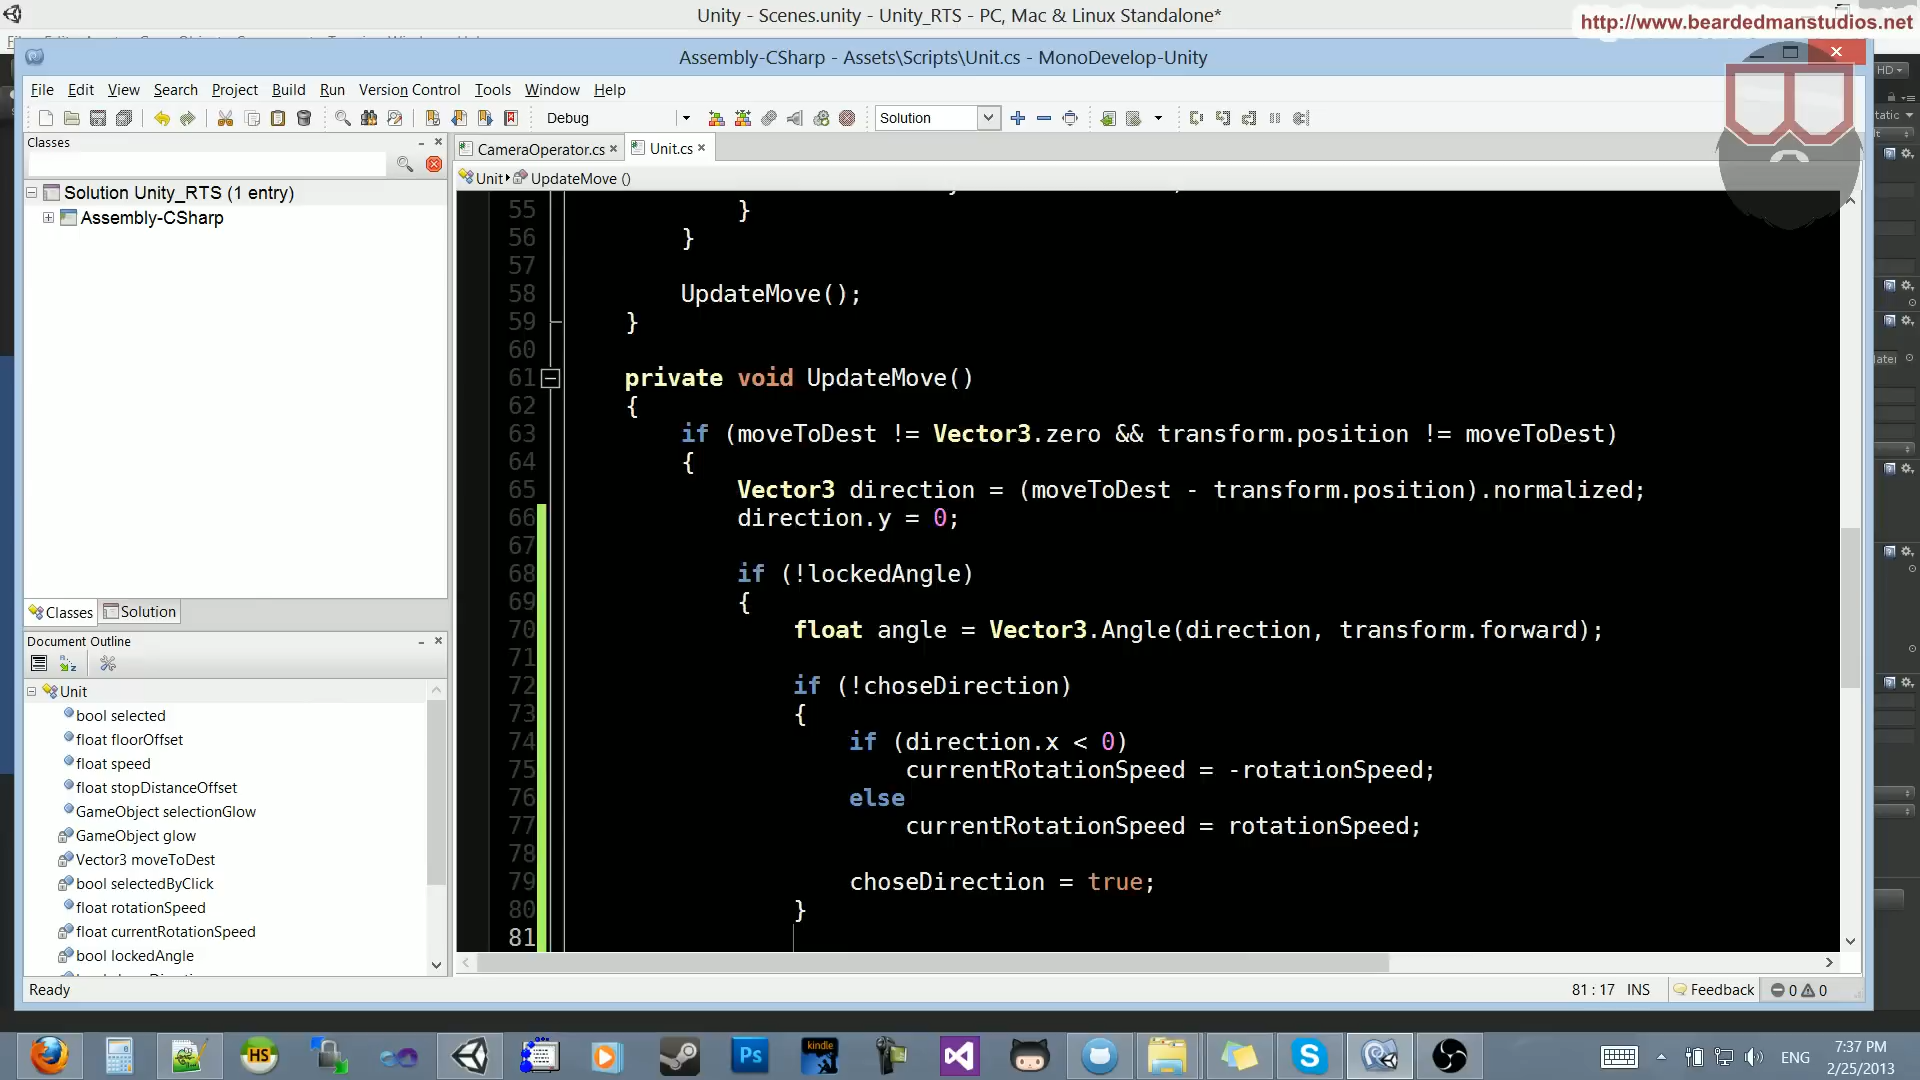 Unity - Scenes.unity - Unity_RTS - PC, Mac & Linux Standalone*
http://www.beardedmanstudios.net
Assembly-CSharp - Assets\Scripts\Unit.cs - MonoDevelop-Unity
HD
File Edit View Search Project Build Run Version Control Tools Window Help
Debug
Solution
Classes
CameraOperator.cs
Unit.cs
Unit
UpdateMove ()
Solution Unity_RTS (1 entry)
Assembly-CSharp
55 }
56 }
57
58 UpdateMove();
59 }
60
61 private void UpdateMove()
62 {
63 if (moveToDest != Vector3.zero && transform.position != moveToDest)
64 {
65 Vector3 direction = (moveToDest - transform.position).normalized;
66 direction.y = 0;
67
68 if (!lockedAngle)
69 {
70 float angle = Vector3.Angle(direction, transform.forward);
71
72 if (!choseDirection)
73 {
74 if (direction.x < 0)
75 currentRotationSpeed = -rotationSpeed;
76 else
77 currentRotationSpeed = rotationSpeed;
78
79 choseDirection = true;
80 }
81
Classes
Solution
Document Outline
Unit
bool selected
float floorOffset
float speed
float stopDistanceOffset
GameObject selectionGlow
GameObject glow
Vector3 moveToDest
bool selectedByClick
float rotationSpeed
float currentRotationSpeed
bool lockedAngle
Ready
81 : 17 INS
Feedback
0
0
HS
Ps
kindle
ENG
7:37 PM
2/25/2013